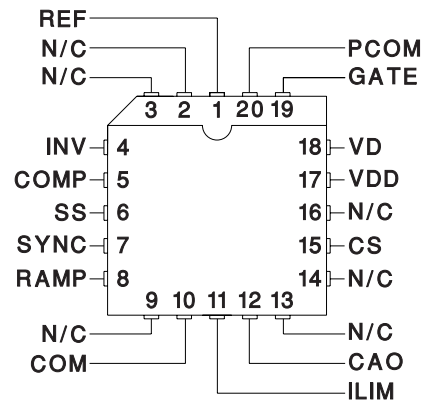 REF
N/C
N/C
PCOM
GATE
3 2 1 20 19
INV 4
COMP 5
SS 6
SYNC 7
RAMP 8
18 VD
17 VDD
16 N/C
15 CS
14 N/C
9 10 11 12 13
N/C
COM
N/C
CAO
ILIM